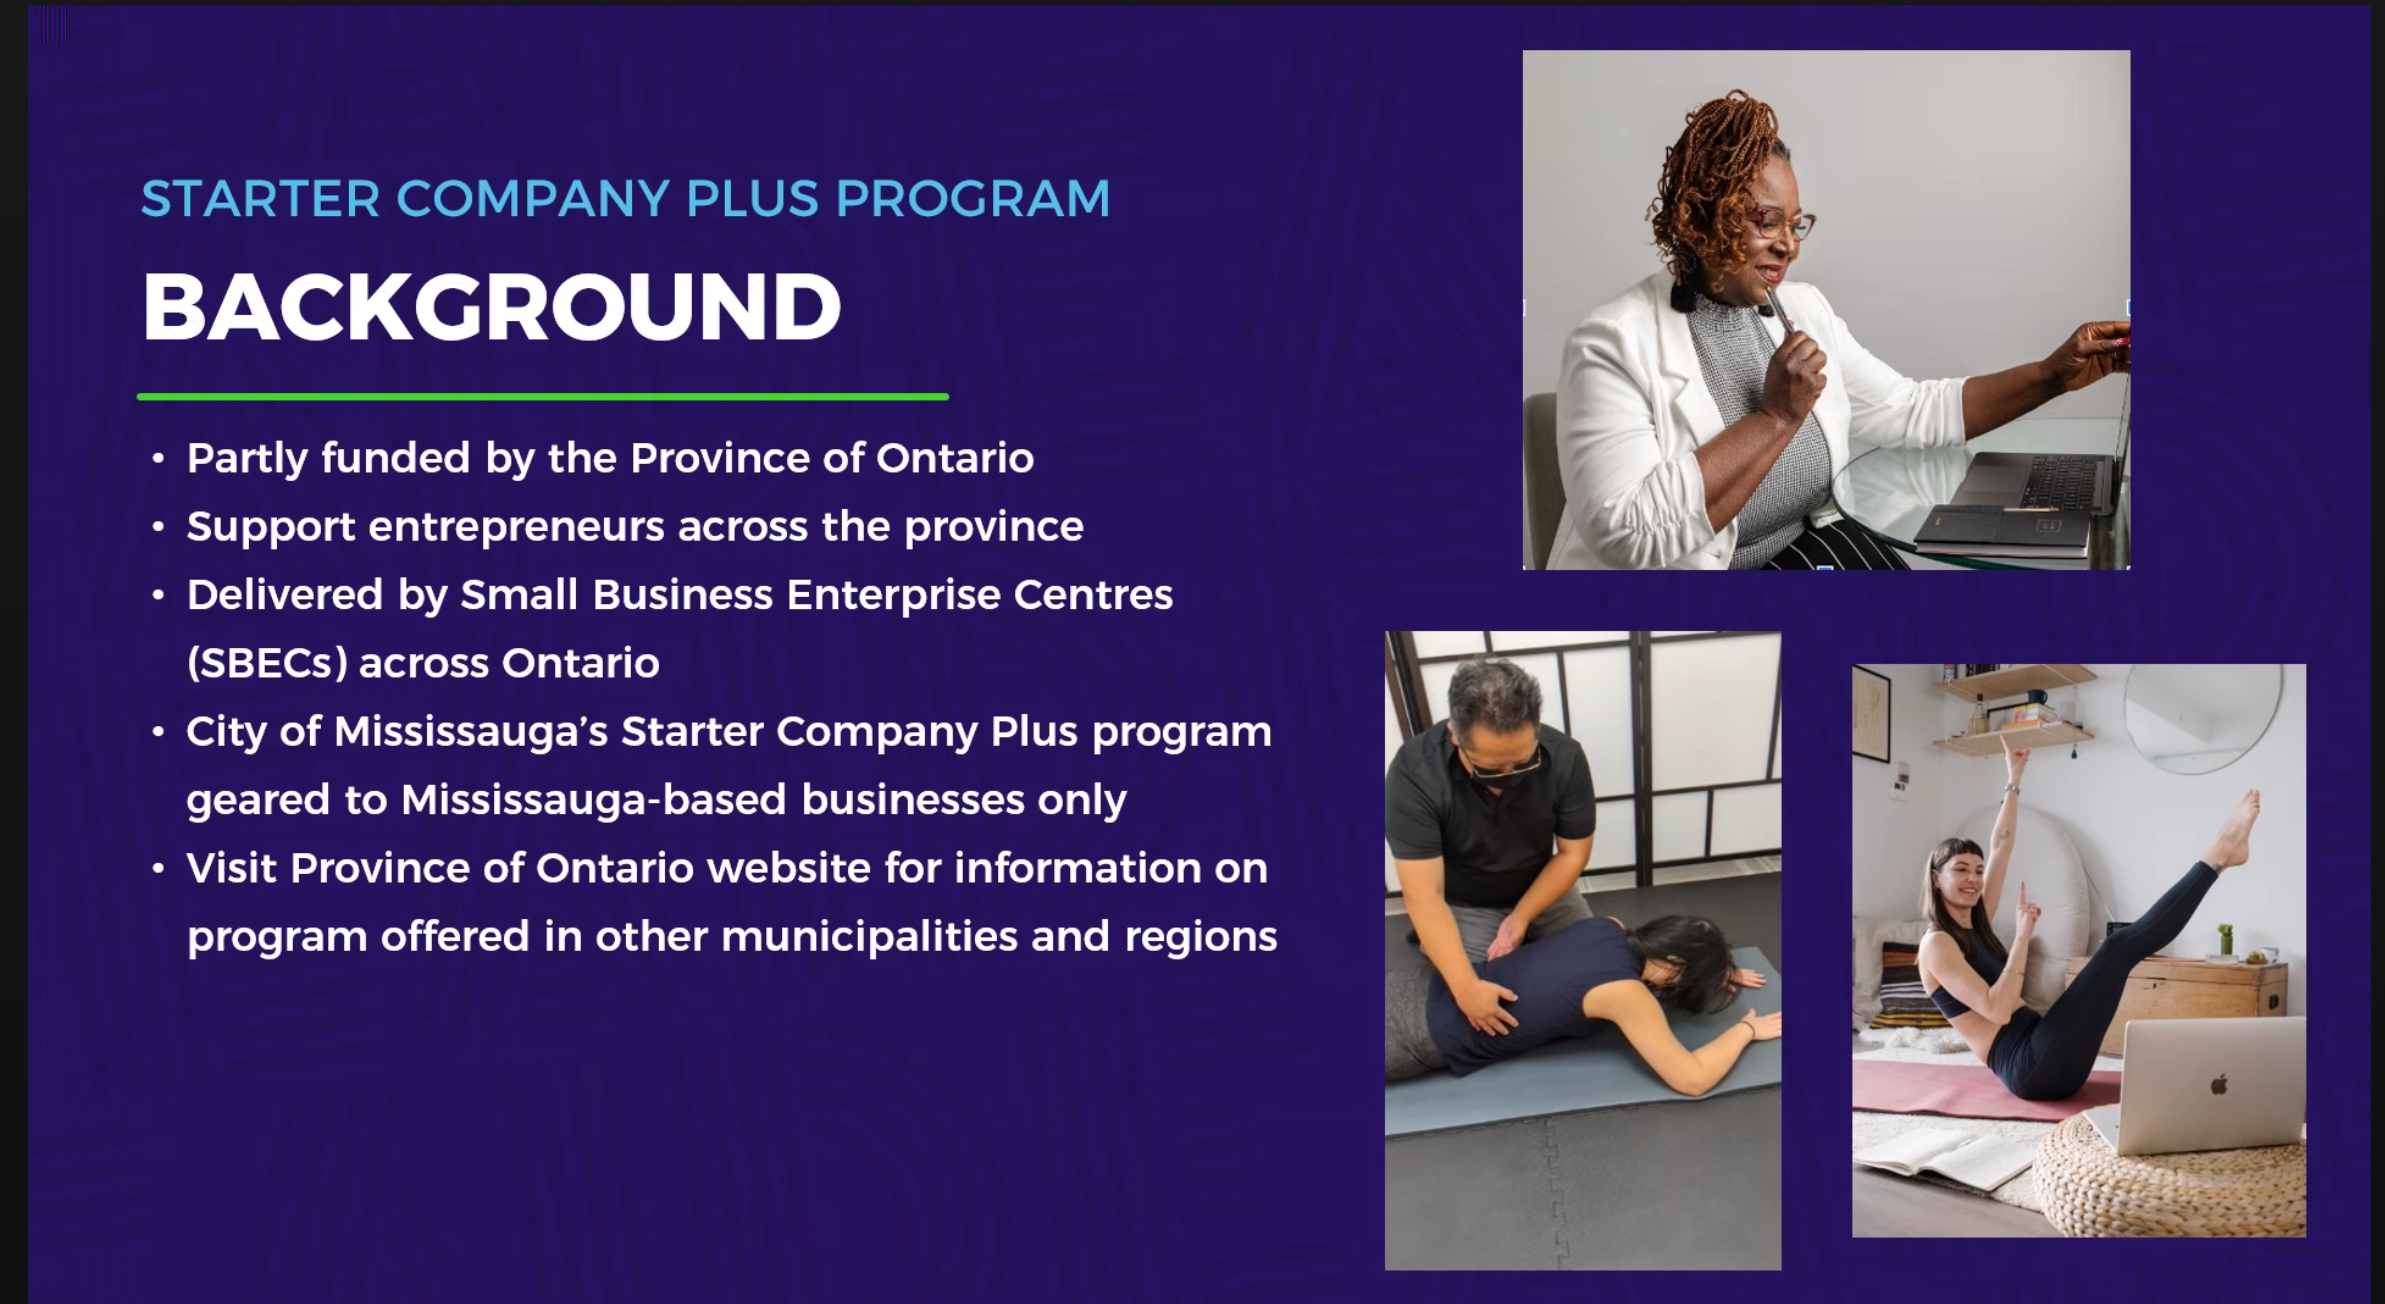 STARTER COMPANY PLUS PROGRAM
BACKGROUND
• Partly funded by the Province of Ontario
• Support entrepreneurs across the province
• Delivered by Small Business Enterprise Centres
(SBECs) across Ontario
• City of Mississauga’s Starter Company Plus program
geared to Mississauga-based businesses only
• Visit Province of Ontario website for information on
program offered in other municipalities and regions